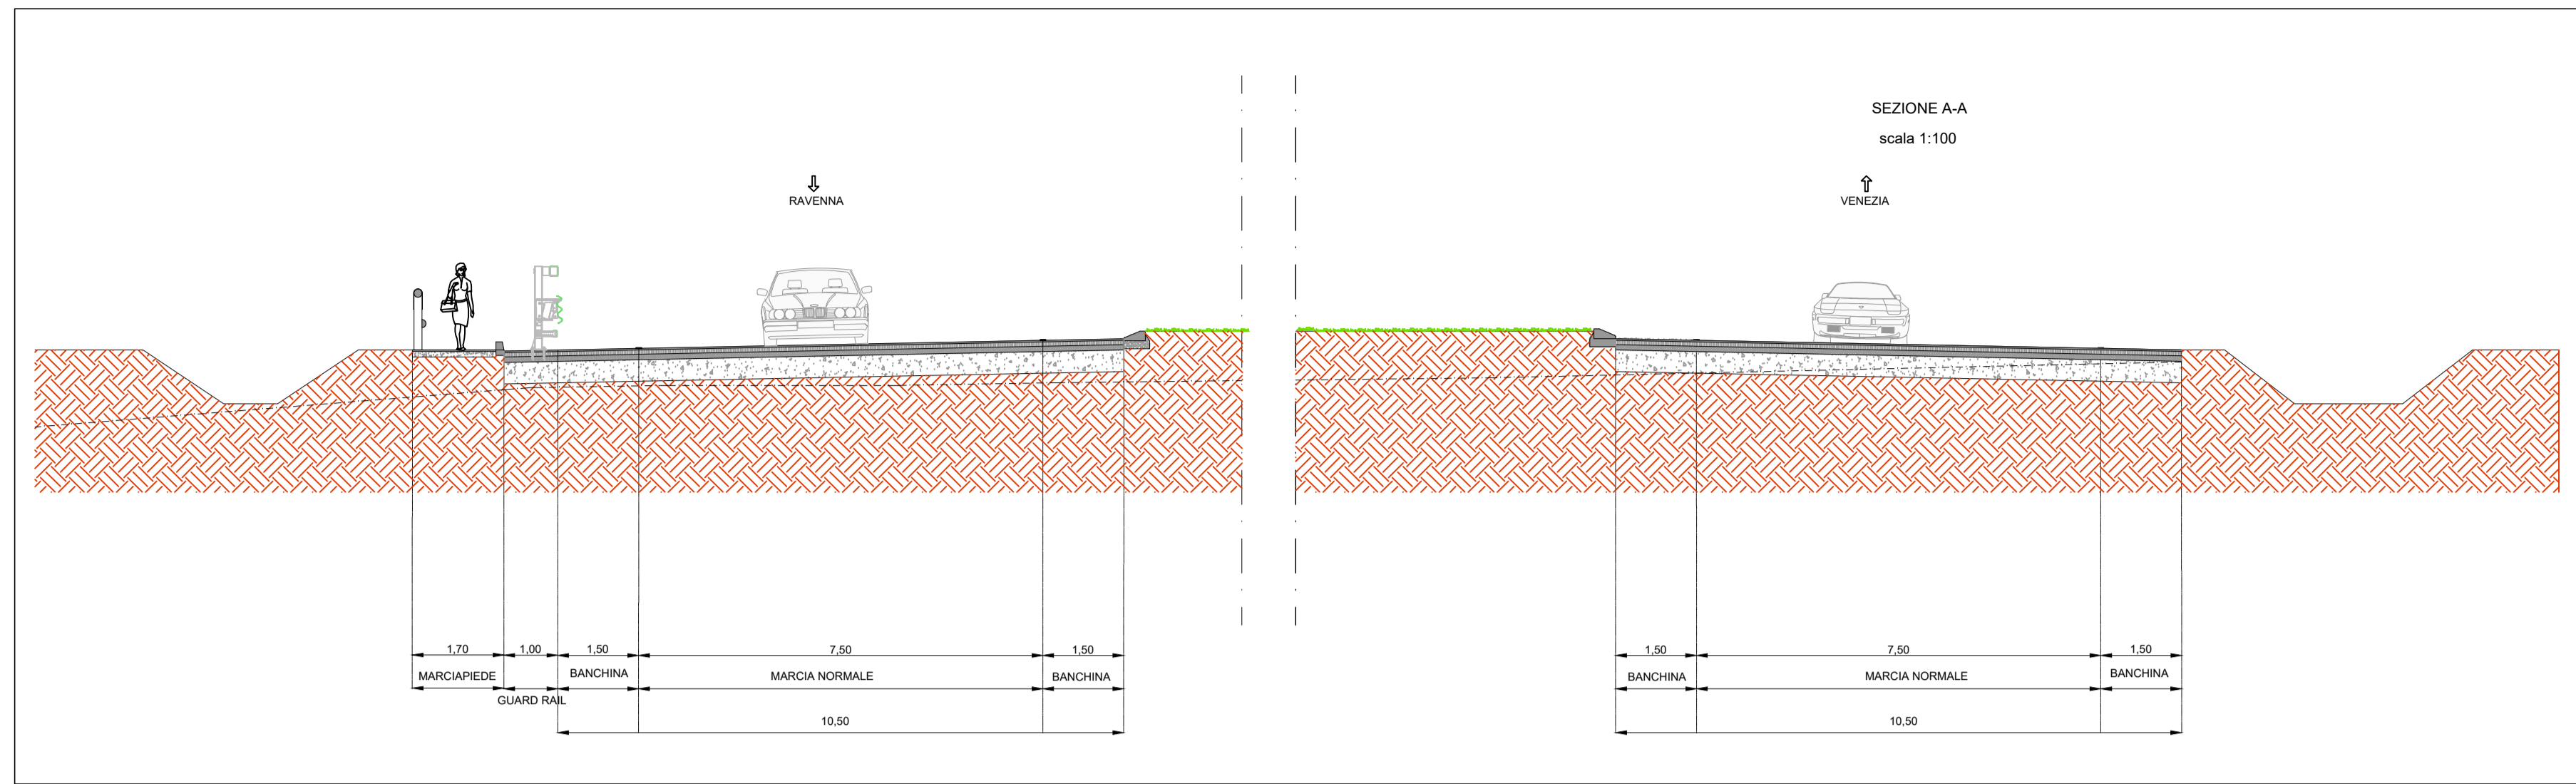 SEZIONE A-A
scala 1:100
RAVENNA
VENEZIA
1,70
1,00
1,50
7,50
1,50
MARCIAPIEDE
GUARD RAIL
BANCHINA
MARCIA NORMALE
BANCHINA
10,50
1,50
7,50
1,50
BANCHINA
MARCIA NORMALE
BANCHINA
10,50